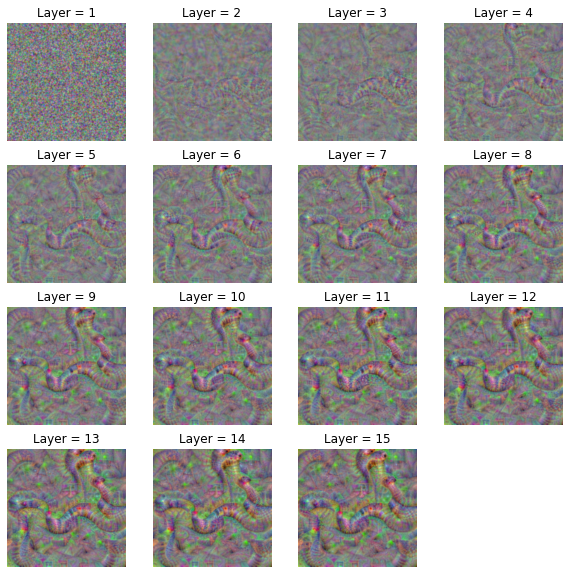 Layer = 1
Layer = 2
Layer = 3
Layer = 4
Layer = 5
Layer = 6
Layer = 7
Layer = 8
Layer = 9
Layer = 10
Layer = 11
Layer = 12
Layer = 13
Layer = 14
Layer = 15